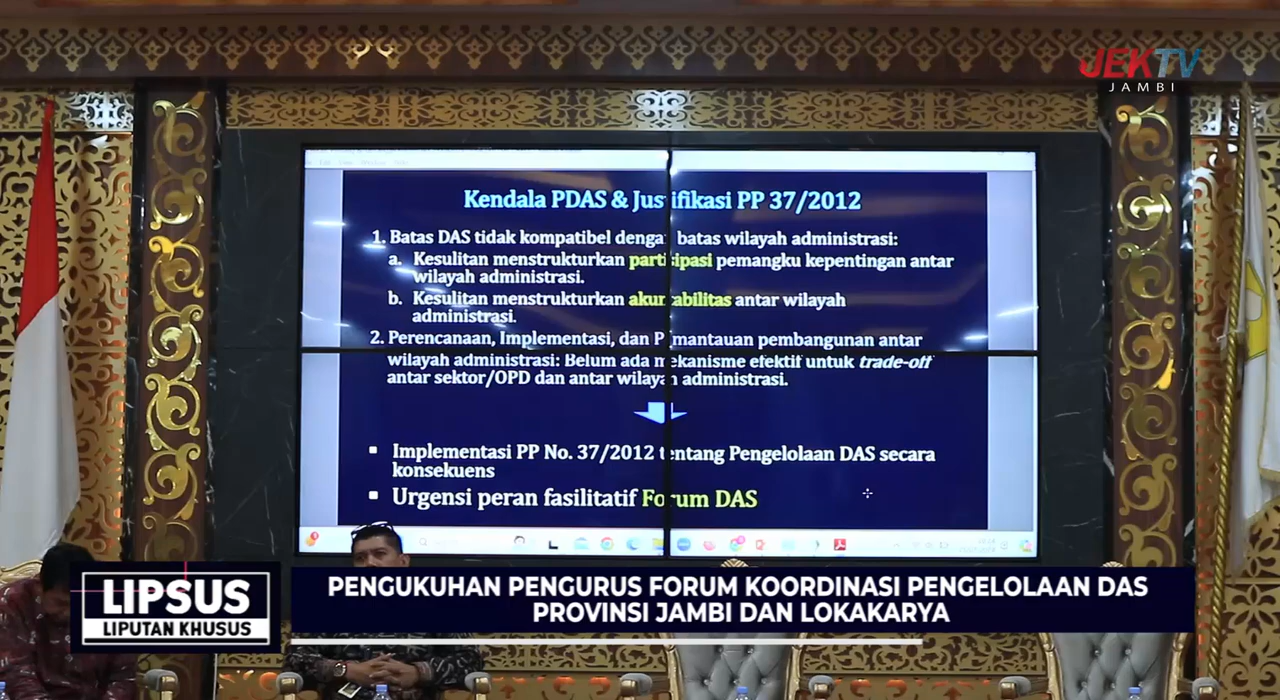 JEKTV
JAMBI
Kendala PDAS & Justifikasi PP 37/2012
1. Batas DAS tidak kompatibel dengan batas wilayah administrasi:
a. Kesulitan menstrukturkan partisipasi pemangku kepentingan antar
wilayah administrasi.
b. Kesulitan menstrukturkan akuntabilitas antar wilayah
administrasi.
2. Perencanaan, Implementasi, dan Pemantauan pembangunan antar
wilayah administrasi: Belum ada mekanisme efektif untuk trade-off
antar sektor/OPD dan antar wilayah administrasi.
▪ Implementasi PP No. 37/2012 tentang Pengelolaan DAS secara
konsekuens
▪ Urgensi peran fasilitatif Forum DAS
LIPSUS
LIPUTAN KHUSUS
PENGUKUHAN PENGURUS FORUM KOORDINASI PENGELOLAAN DAS
PROVINSI JAMBI DAN LOKAKARYA